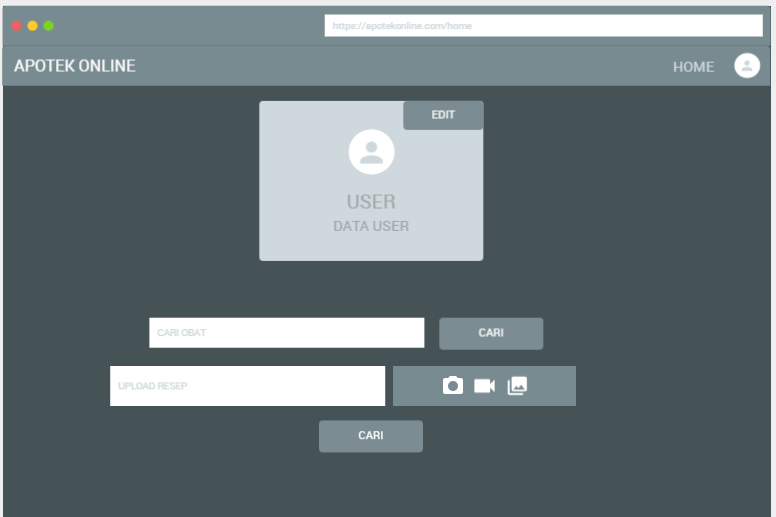 https://apotekonline.com/home
APOTEK ONLINE
HOME
EDIT
USER
DATA USER
CARI OBAT
CARI
UPLOAD RESEP
CARI